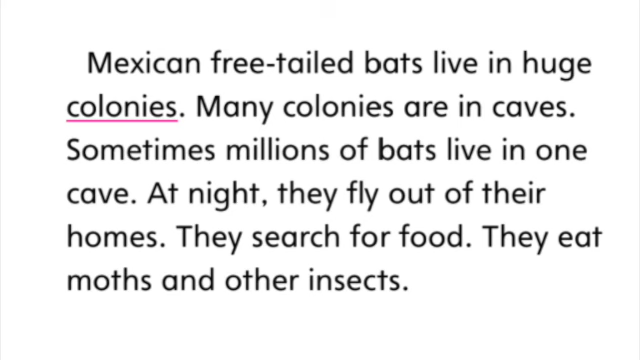 Mexican free-tailed bats live in huge
colonies. Many colonies are in caves.
Sometimes millions of bats live in one
cave. At night, they fly out of their
homes. They search for food. They eat
moths and other insects.